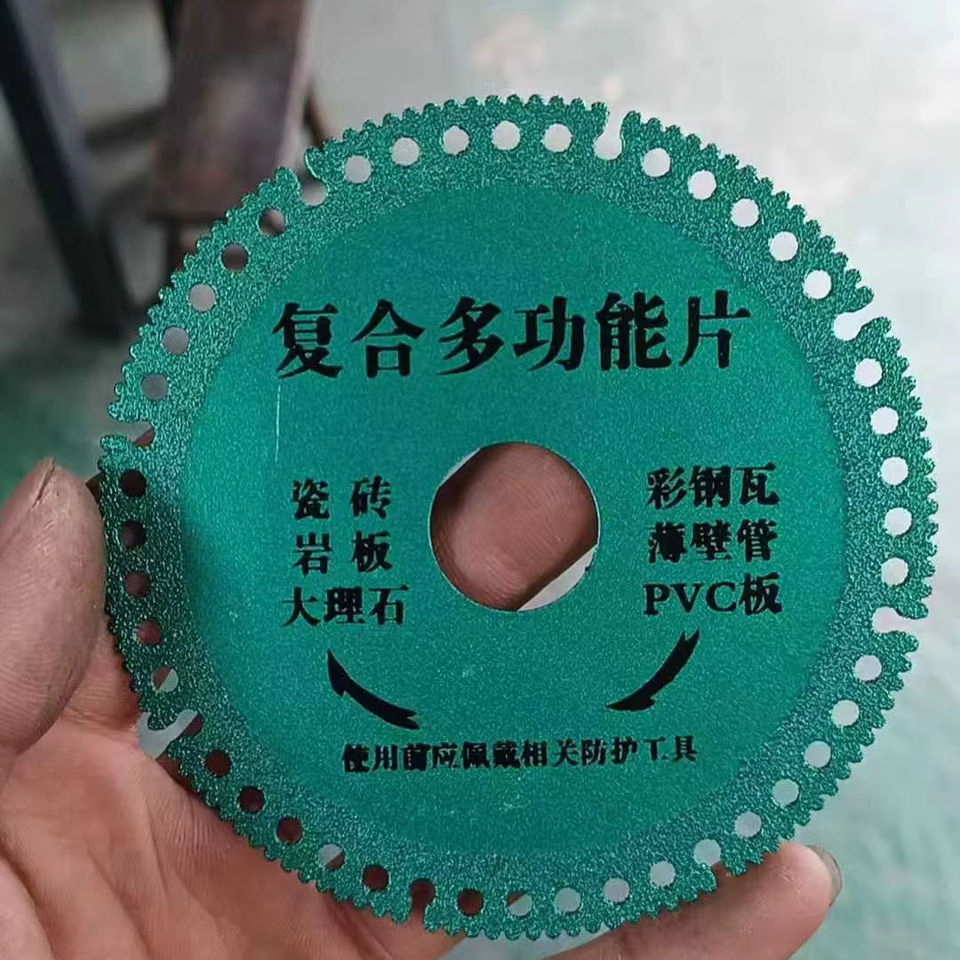 复合多功能片
瓷砖
岩板
大理石
彩钢瓦
薄壁管
PVC板
使用前应佩戴相关防护工具